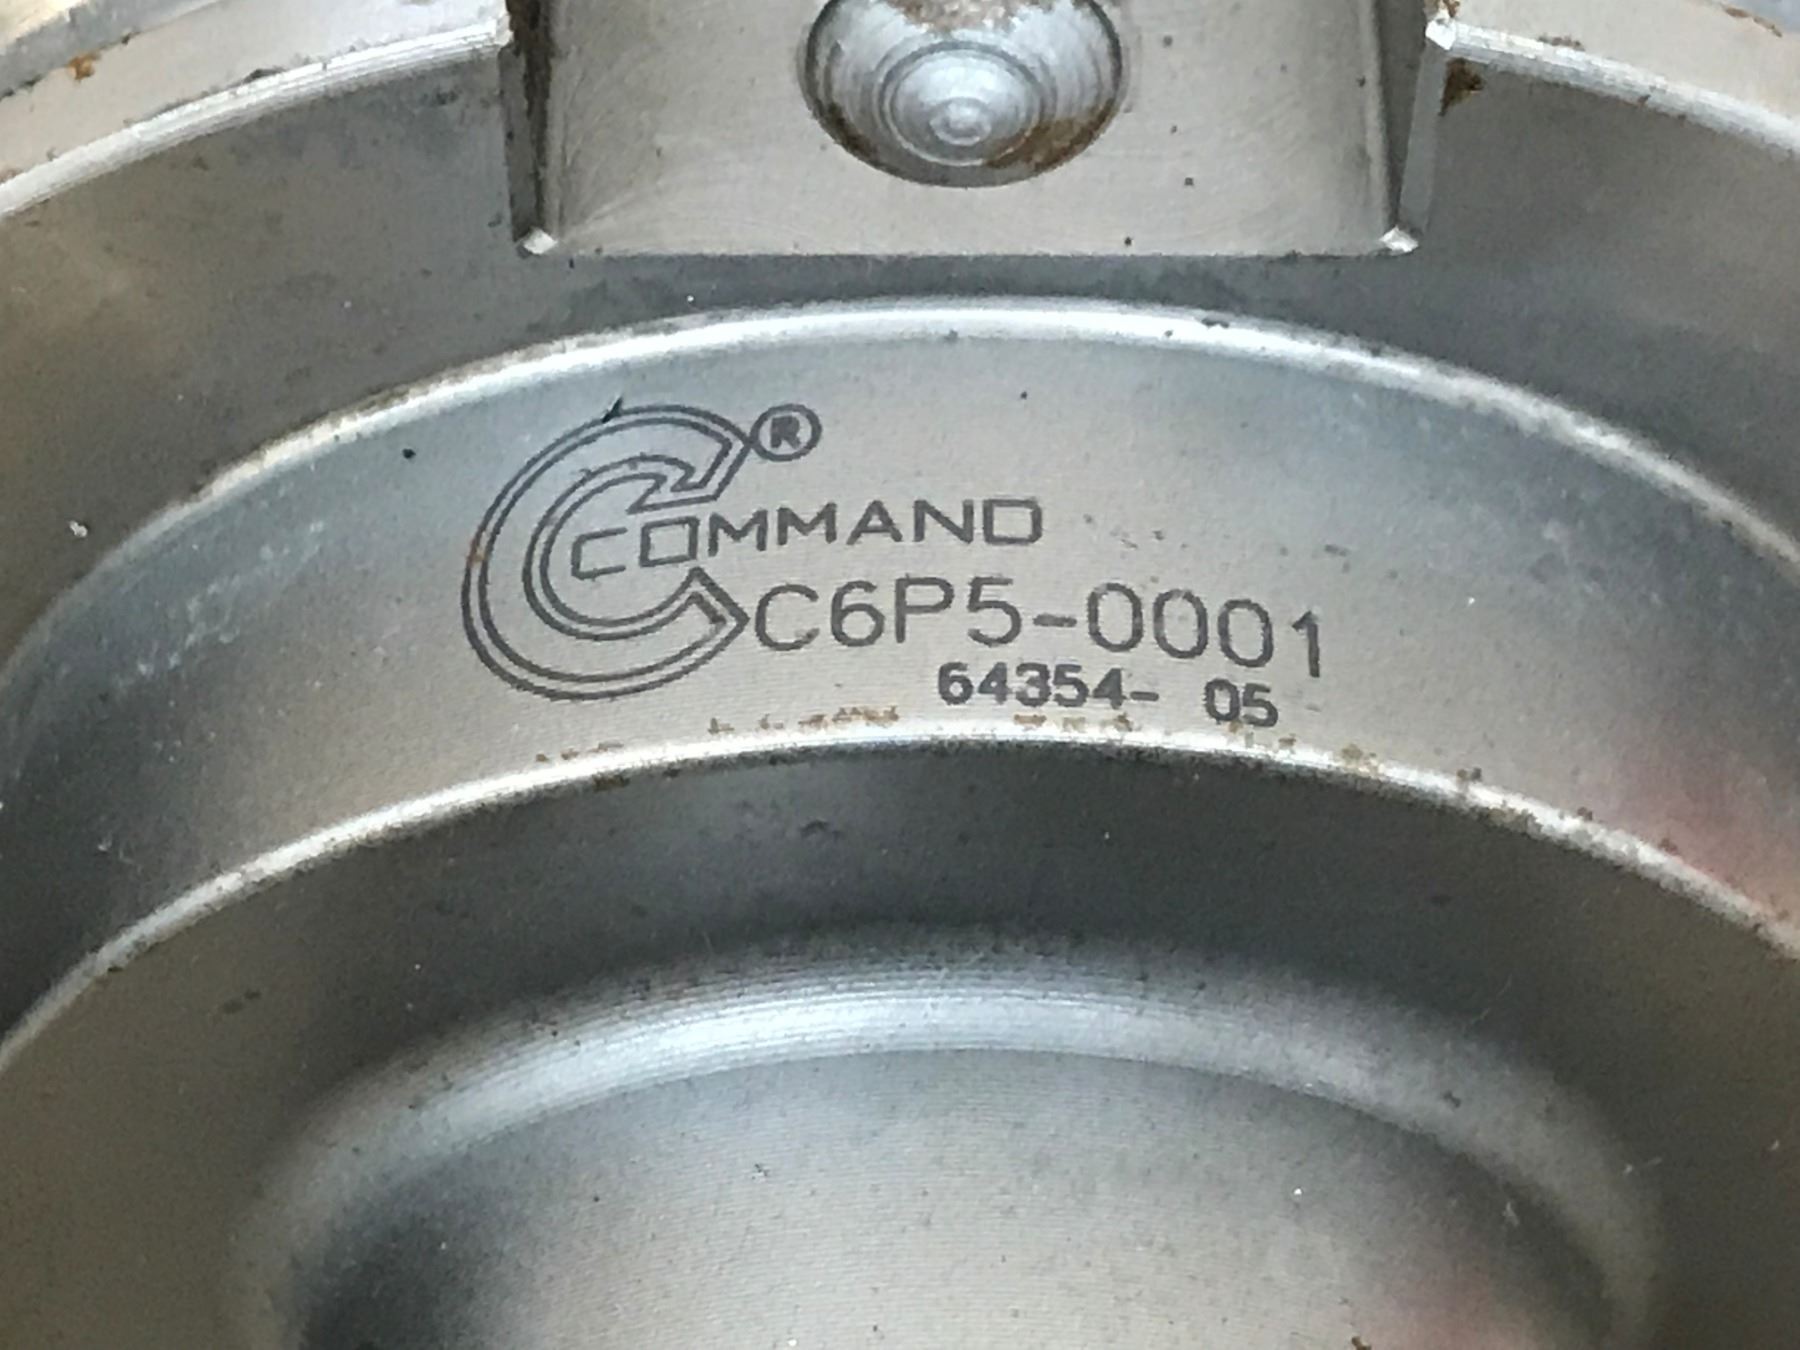 ®
COMMAND
C6P5-0001
64354- 05